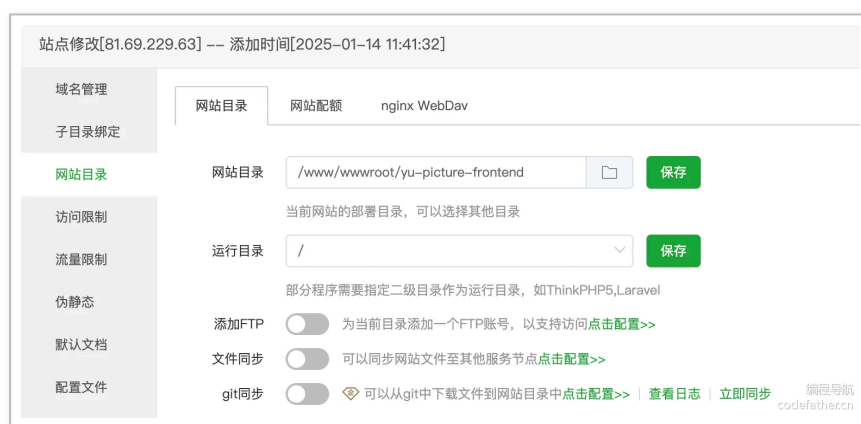 站点修改[81.69.229.63] -- 添加时间[2025-01-14 11:41:32]
域名管理
子目录绑定
网站目录
访问限制
流量限制
伪静态
默认文档
配置文件
网站目录 网站配额 nginx WebDav
网站目录 /www/wwwroot/yu-picture-frontend 保存
当前网站的部署目录，可以选择其他目录
运行目录 / 保存
部分程序需要指定二级目录作为运行目录，如ThinkPHP5,Laravel
添加FTP 为当前目录添加一个FTP账号，以支持访问点击配置>>
文件同步 可以同步网站文件至其他服务节点点击配置>>
git同步 可以从git中下载文件到网站目录中点击配置>> | 查看日志 | 立即同步
编程导航
codefather.cn